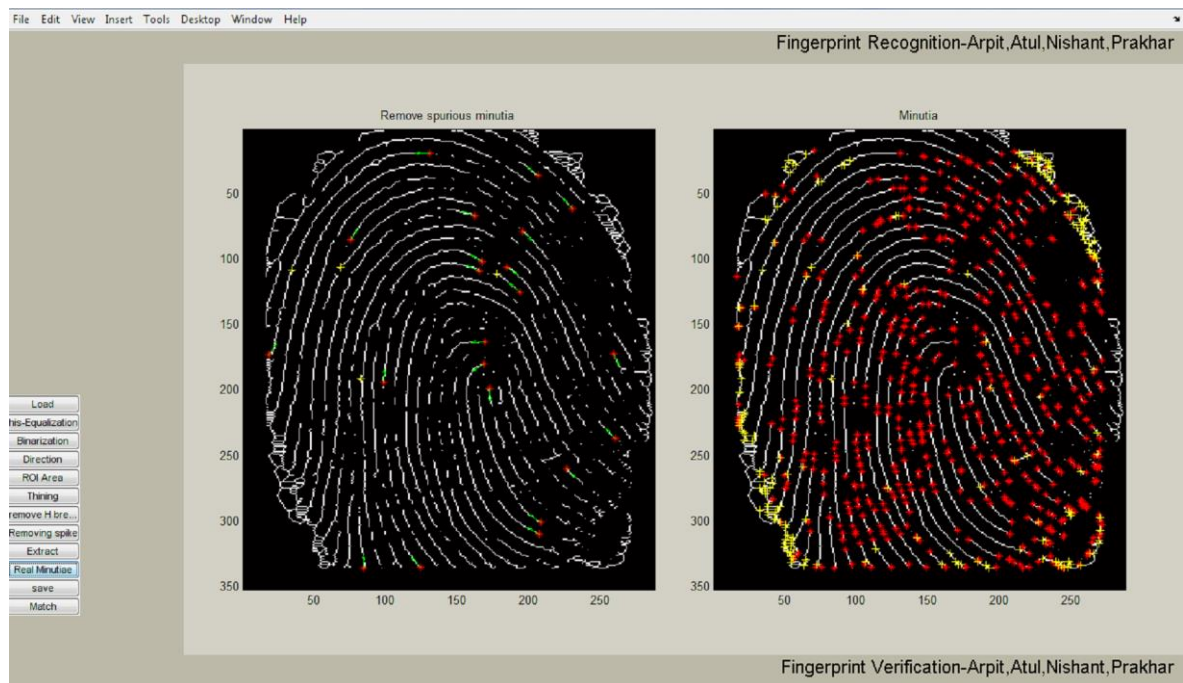 File Edit View Insert Tools Desktop Window Help
Fingerprint Recognition-Arpit,Atul,Nishant,Prakhar
Remove spurious minutia
Minutia
50
100
150
200
250
300
350
50 100 150 200 250
50
100
150
200
250
300
350
50 100 150 200 250
Load
his-Equalization
Binarization
Direction
ROI Area
Thining
remove H bre...
Removing spike
Extract
Real Minutiae
save
Match
Fingerprint Verification-Arpit,Atul,Nishant,Prakhar